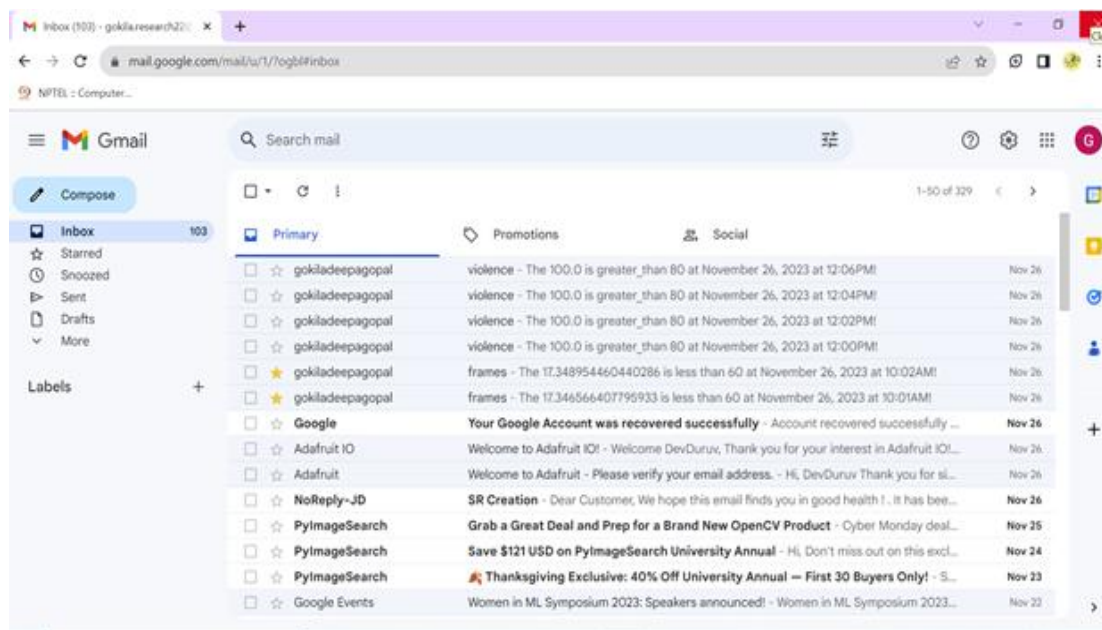 Inbox (103) - gokila.research22
mail.google.com/mail/u/1/?ogbl#inbox
NPTEL :: Computer...
Gmail
Search mail
Compose
1-50 of 329
Inbox 103
Starred
Snoozed
Sent
Drafts
More
Labels
Primary Promotions Social
gokiladeepagopal violence - The 100.0 is greater_than 80 at November 26, 2023 at 12:06PM! Nov 26
gokiladeepagopal violence - The 100.0 is greater_than 80 at November 26, 2023 at 12:04PM! Nov 26
gokiladeepagopal violence - The 100.0 is greater_than 80 at November 26, 2023 at 12:02PM! Nov 26
gokiladeepagopal violence - The 100.0 is greater_than 80 at November 26, 2023 at 12:00PM! Nov 26
gokiladeepagopal frames - The 17.348954460440286 is less than 60 at November 26, 2023 at 10:02AM! Nov 26
gokiladeepagopal frames - The 17.346566407795933 is less than 60 at November 26, 2023 at 10:01AM! Nov 26
Google Your Google Account was recovered successfully - Account recovered successfully ... Nov 26
Adafruit IO Welcome to Adafruit IO! - Welcome DevDuruv, Thank you for your interest in Adafruit IO!... Nov 26
Adafruit Welcome to Adafruit - Please verify your email address. - Hi, DevDuruv Thank you for si... Nov 26
NoReply-JD SR Creation - Dear Customer, We hope this email finds you in good health ! . It has bee... Nov 26
PyImageSearch Grab a Great Deal and Prep for a Brand New OpenCV Product - Cyber Monday deal... Nov 25
PyImageSearch Save $121 USD on PyImageSearch University Annual - Hi, Don't miss out on this excl... Nov 24
PyImageSearch 🍂 Thanksgiving Exclusive: 40% Off University Annual — First 30 Buyers Only! - S... Nov 23
Google Events Women in ML Symposium 2023: Speakers announced! - Women in ML Symposium 2023... Nov 22
G